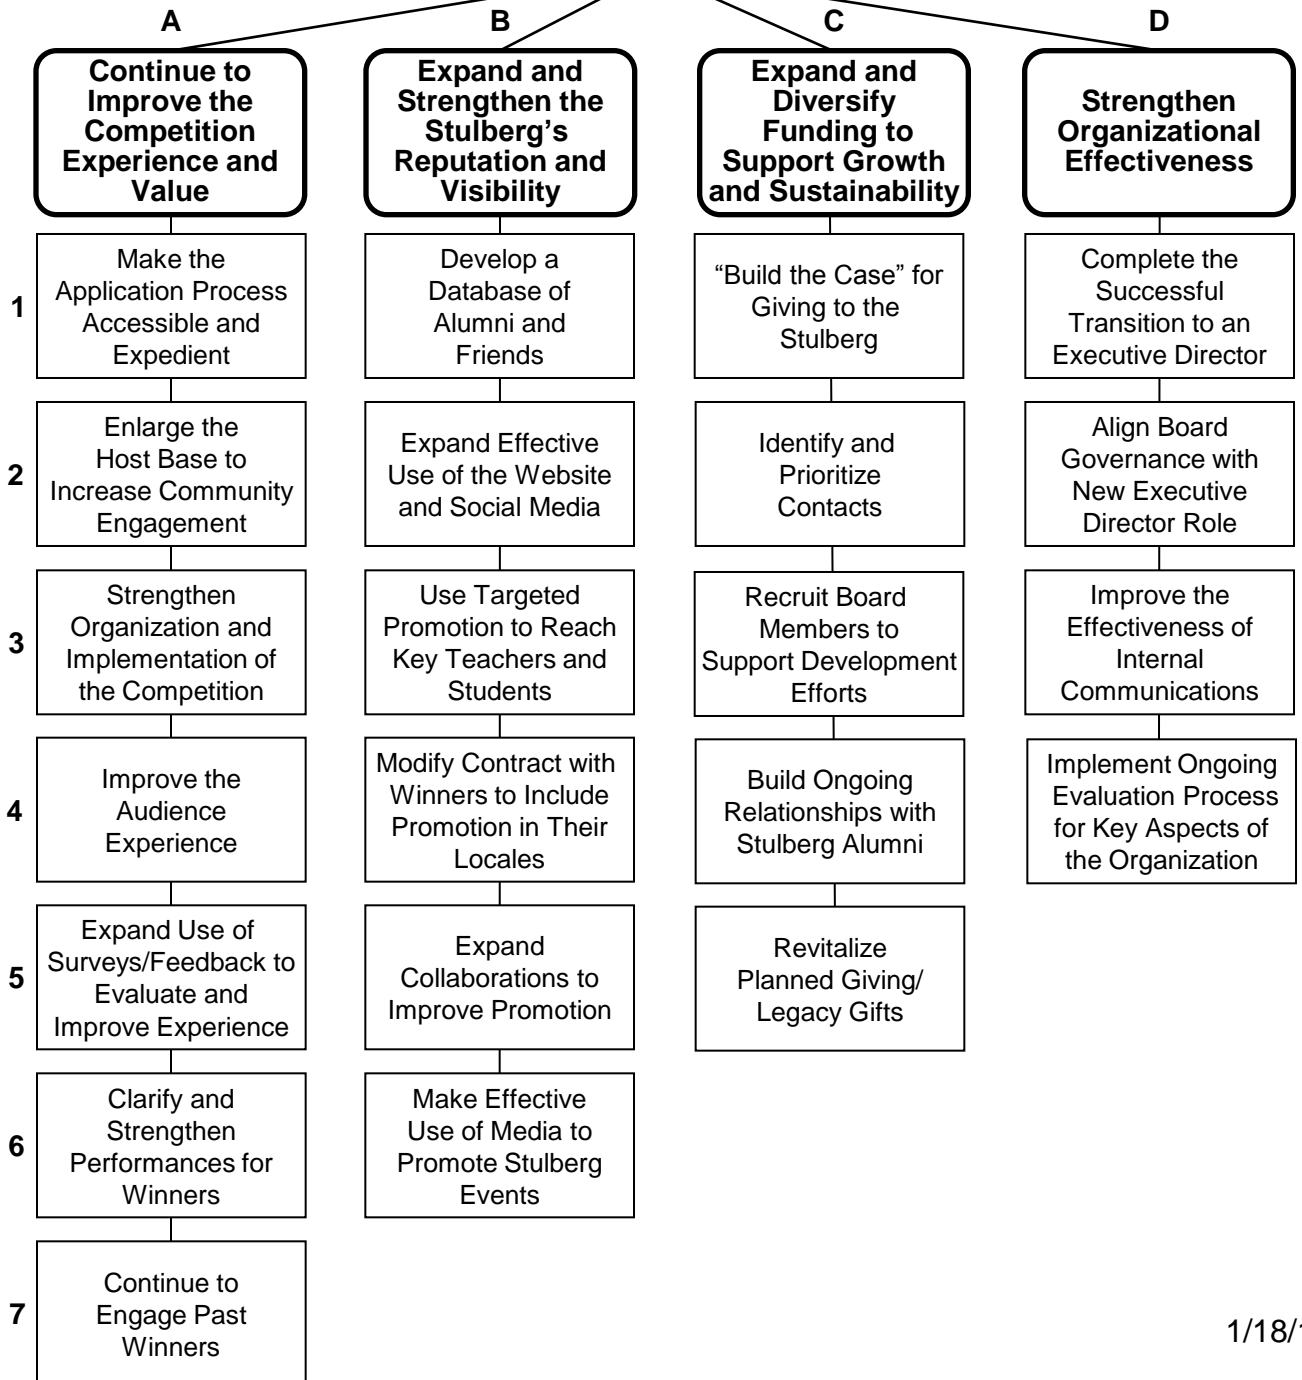 A
B
C
D
Continue to
Improve the
Competition
Experience and
Value
Expand and
Strengthen the
Stulberg’s
Reputation and
Visibility
Expand and
Diversify
Funding to
Support Growth
and Sustainability
Strengthen
Organizational
Effectiveness
1
Make the
Application Process
Accessible and
Expedient
Develop a
Database of
Alumni and
Friends
“Build the Case” for
Giving to the
Stulberg
Complete the
Successful
Transition to an
Executive Director
2
Enlarge the
Host Base to
Increase Community
Engagement
Expand Effective
Use of the Website
and Social Media
Identify and
Prioritize
Contacts
Align Board
Governance with
New Executive
Director Role
3
Strengthen
Organization and
Implementation of
the Competition
Use Targeted
Promotion to Reach
Key Teachers and
Students
Recruit Board
Members to
Support Development
Efforts
Improve the
Effectiveness of
Internal
Communications
4
Improve the
Audience
Experience
Modify Contract with
Winners to Include
Promotion in Their
Locales
Build Ongoing
Relationships with
Stulberg Alumni
Implement Ongoing
Evaluation Process
for Key Aspects of
the Organization
5
Expand Use of
Surveys/Feedback to
Evaluate and
Improve Experience
Expand
Collaborations to
Improve Promotion
Revitalize
Planned Giving/
Legacy Gifts
6
Clarify and
Strengthen
Performances for
Winners
Make Effective
Use of Media to
Promote Stulberg
Events
7
Continue to
Engage Past
Winners
1/18/